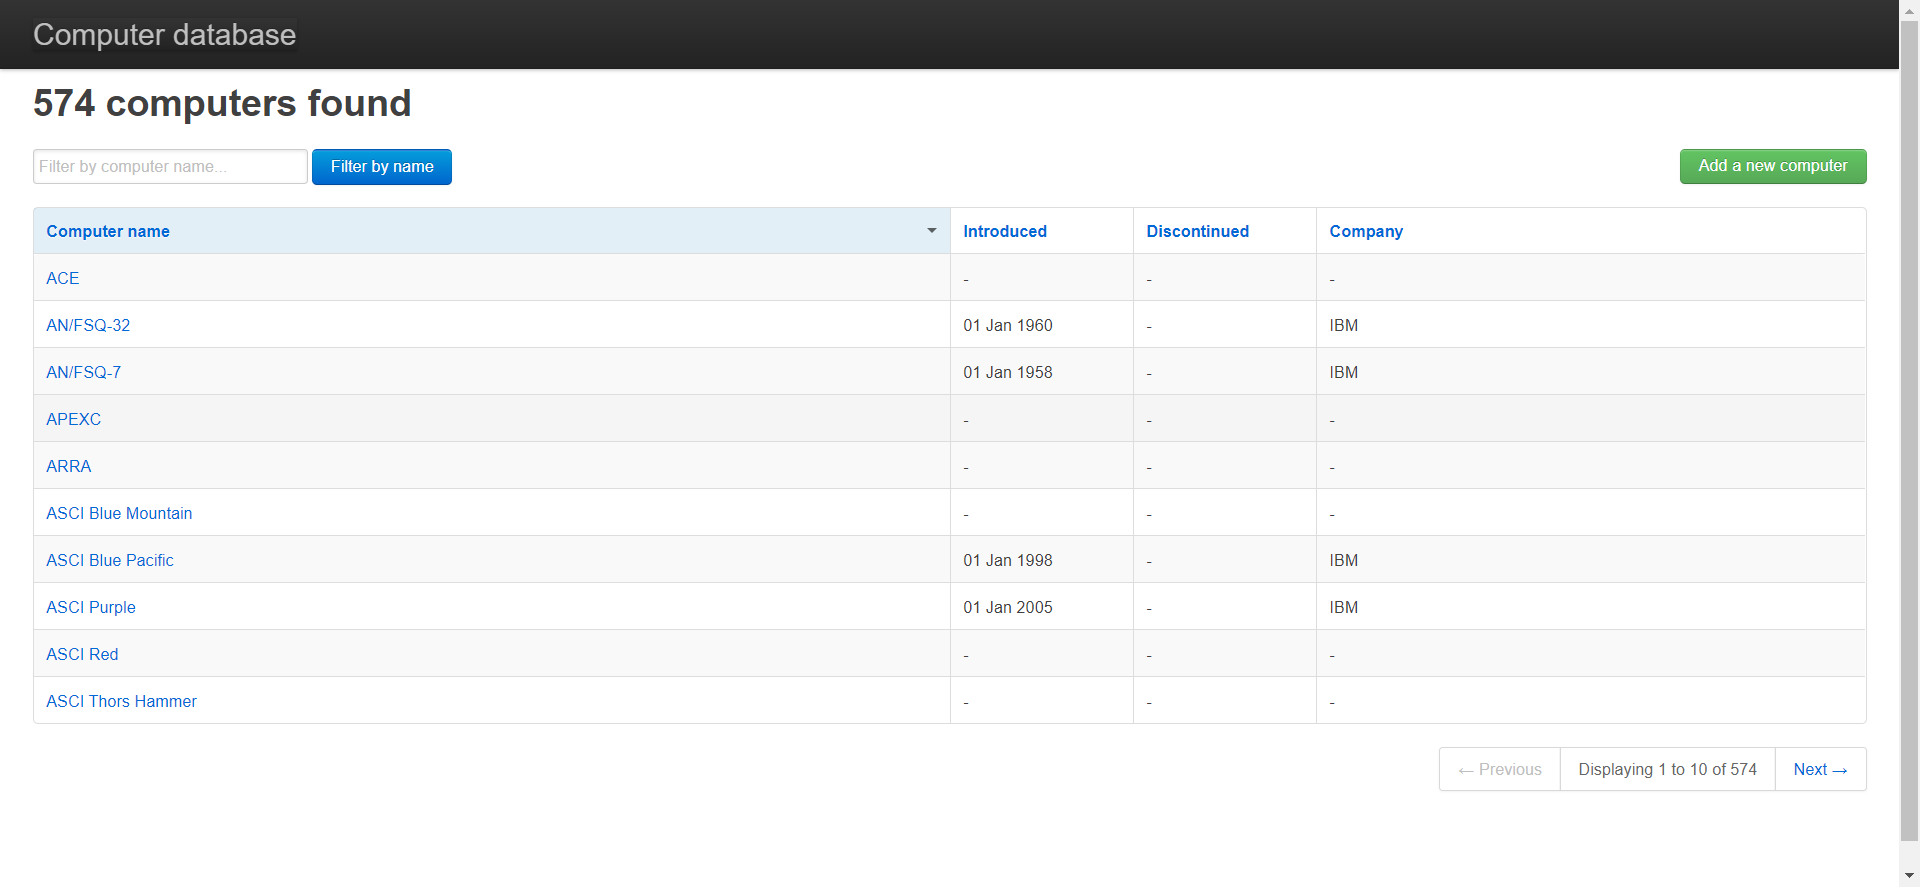 Computer database
574 computers found
Filter by computer name... Filter by name Add a new computer
Computer name Introduced Discontinued Company
ACE - - -
AN/FSQ-32 01 Jan 1960 - IBM
AN/FSQ-7 01 Jan 1958 - IBM
APEXC - - -
ARRA - - -
ASCI Blue Mountain - - -
ASCI Blue Pacific 01 Jan 1998 - IBM
ASCI Purple 01 Jan 2005 - IBM
ASCI Red - - -
ASCI Thors Hammer - - -
← Previous Displaying 1 to 10 of 574 Next →